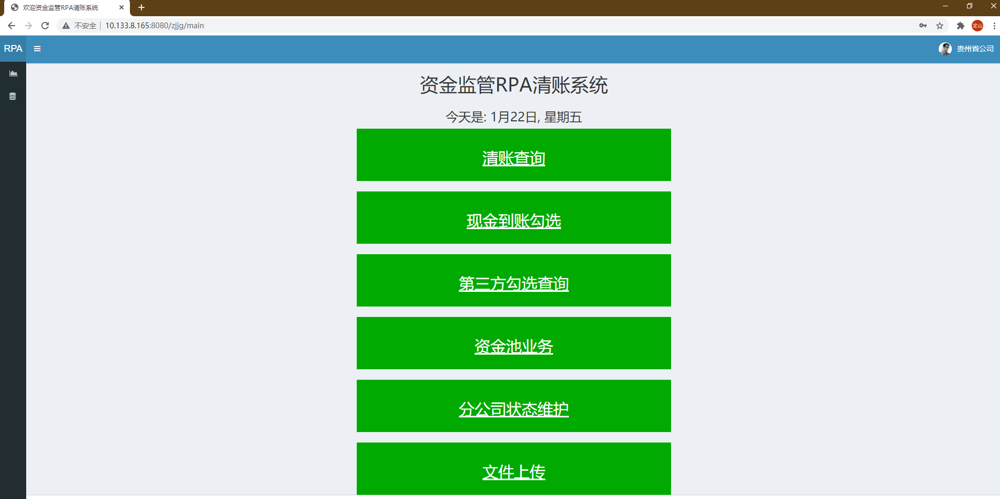 欢迎资金监管RPA清账系统
不安全
10.133.8.165:8080/zjjg/main
定山
RPA
贵州省公司
资金监管RPA清账系统
今天是: 1月22日, 星期五
清账查询
现金到账勾选
第三方勾选查询
资金池业务
分公司状态维护
文件上传